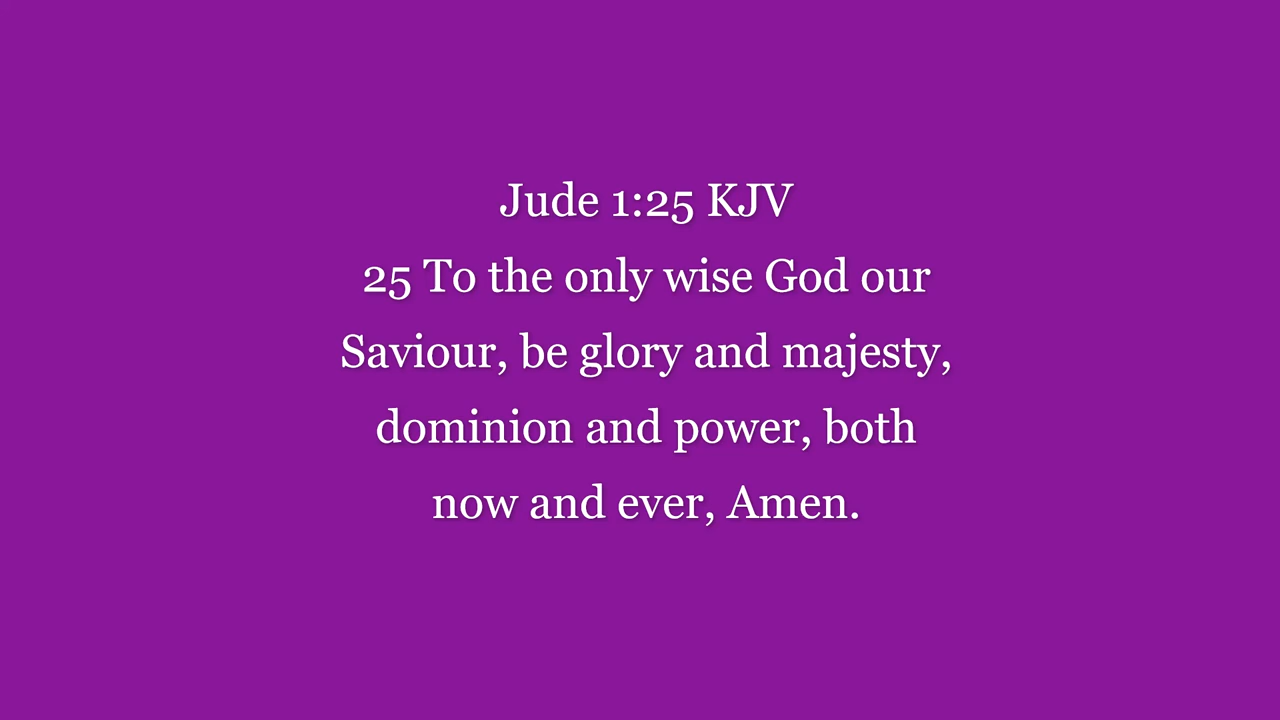 Jude 1:25 KJV
25 To the only wise God our
Saviour, be glory and majesty,
dominion and power, both
now and ever, Amen.